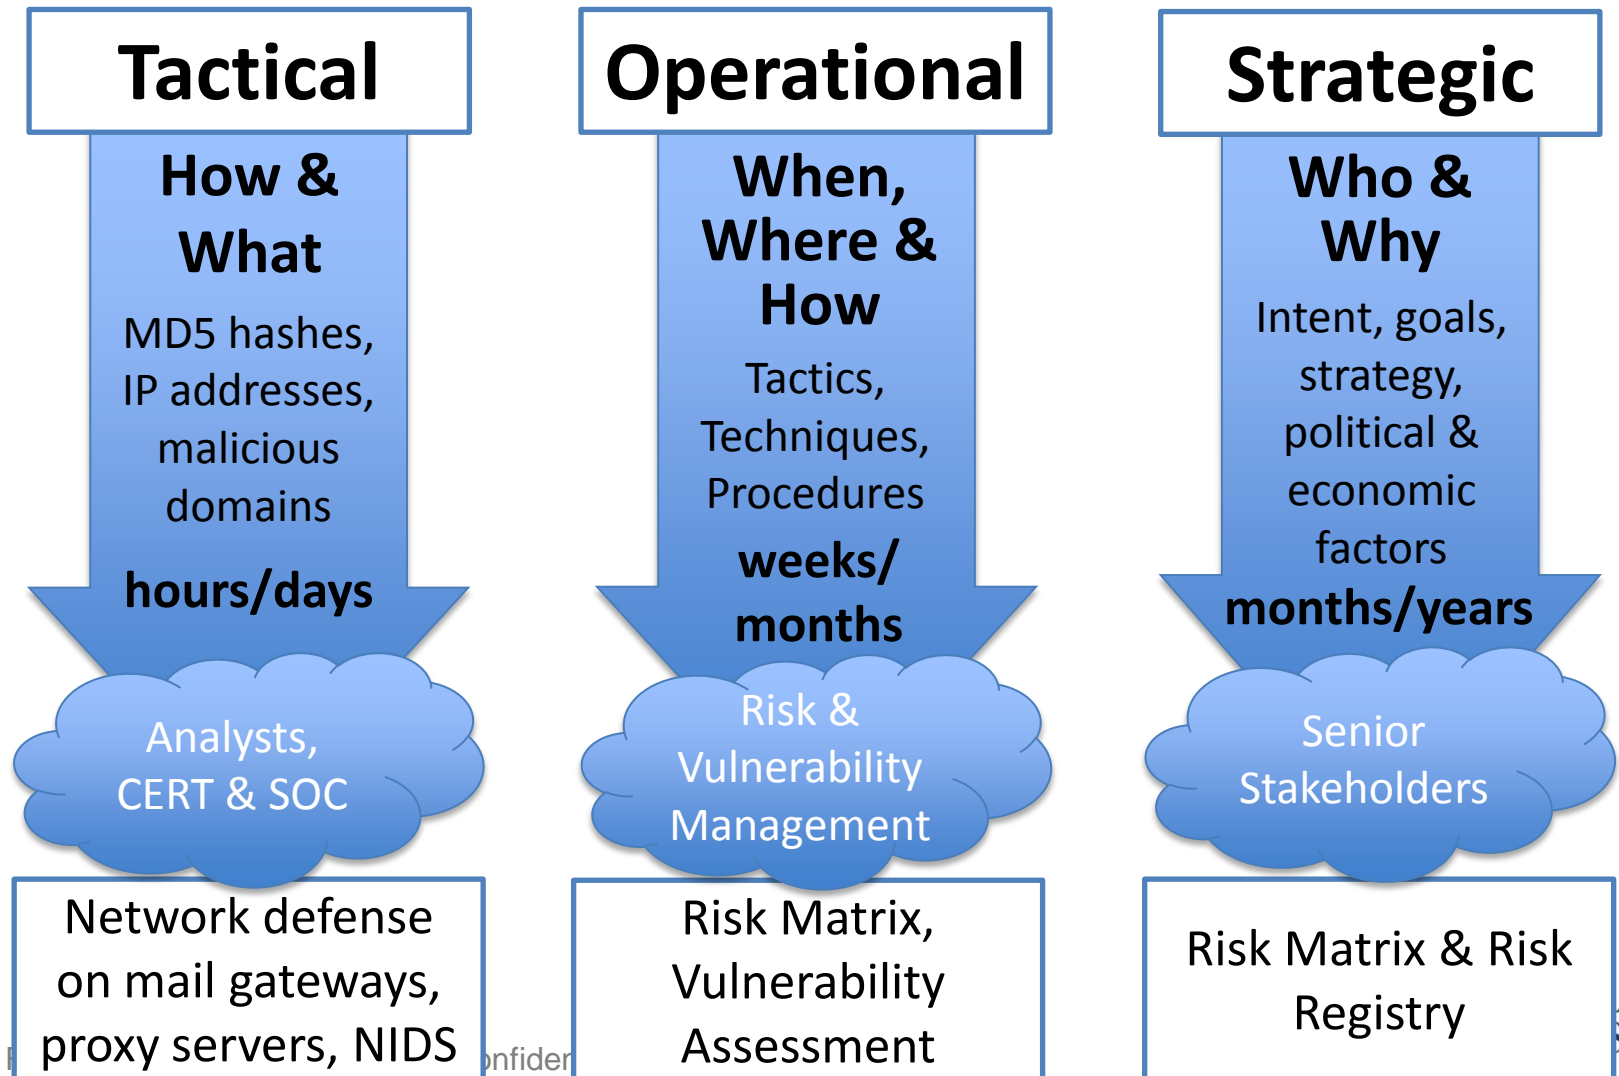 Tactical
How &
What
MD5 hashes,
IP addresses,
malicious
domains
hours/days
Analysts,
CERT & SOC
Network defense
on mail gateways,
proxy servers, NIDS
Operational
When,
Where &
How
Tactics,
Techniques,
Procedures
weeks/
months
Risk &
Vulnerability
Management
Risk Matrix,
Vulnerability
Assessment
Strategic
Who &
Why
Intent, goals,
strategy,
political &
economic
factors
months/years
Senior
Stakeholders
Risk Matrix & Risk
Registry